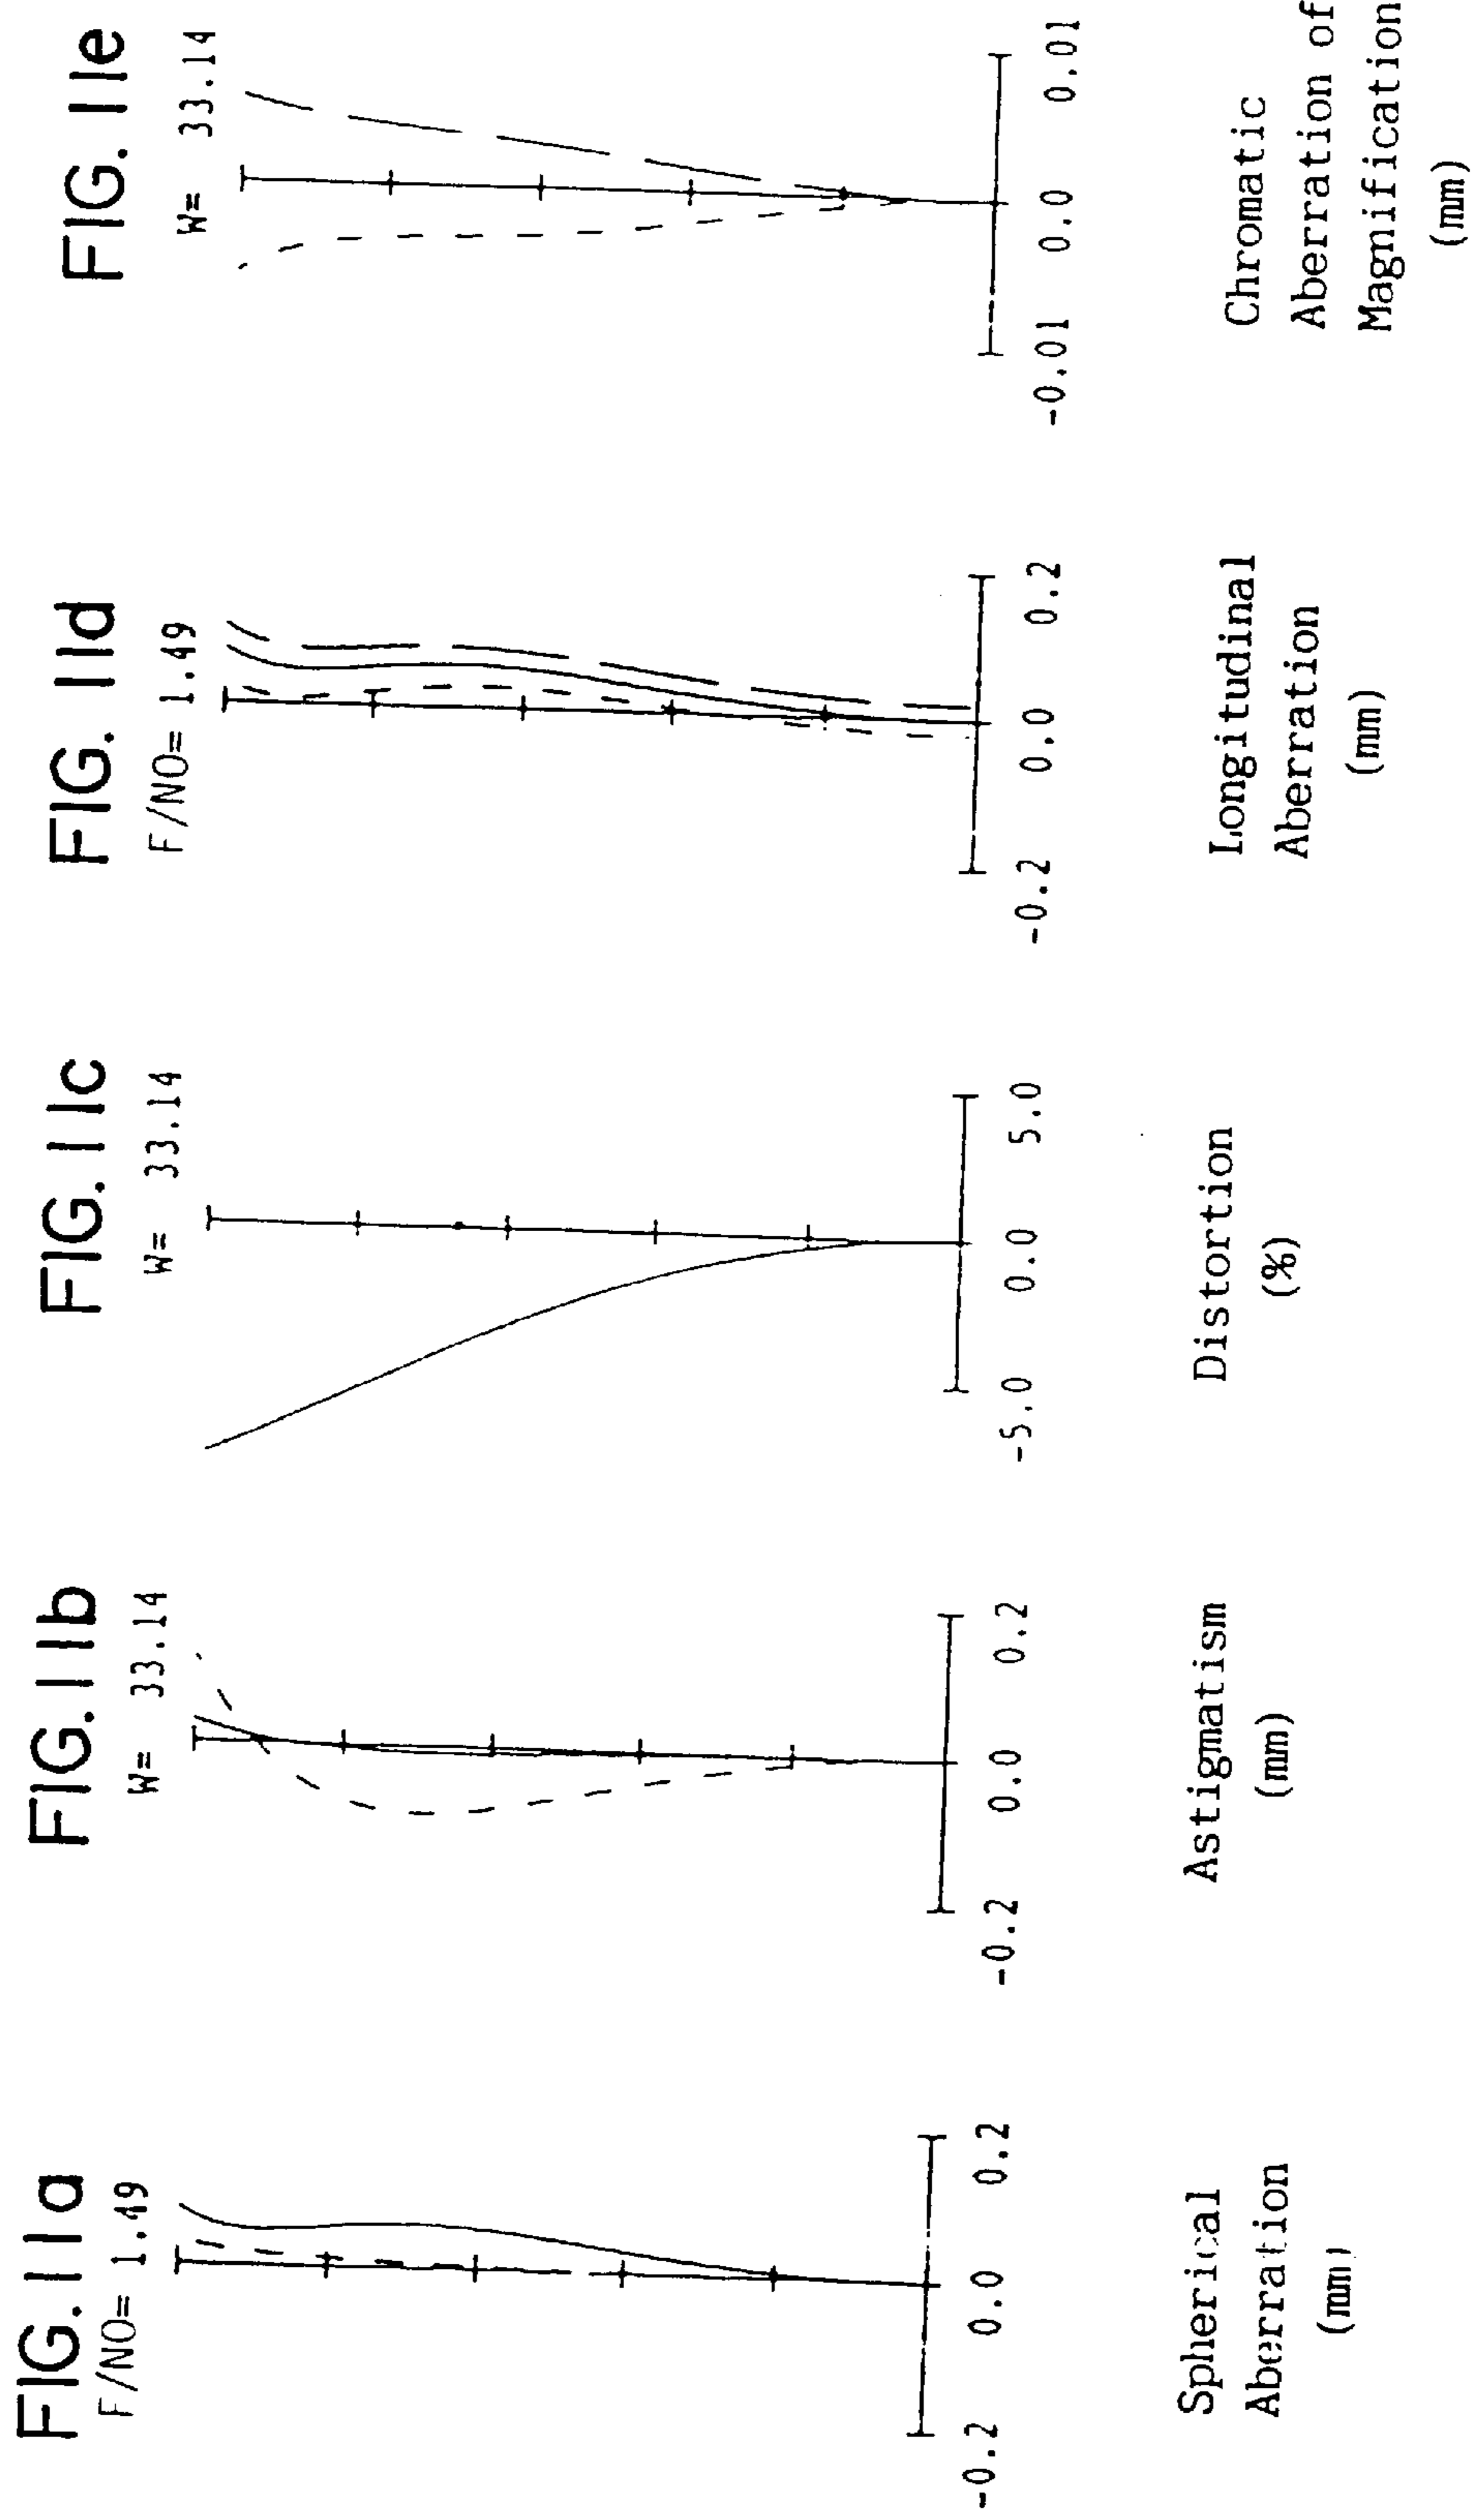 FIG. 11a
F/NO= 1.49
-0.2 0.0 0.2
Spherical
Aberration
(mm)
FIG. 11b
W= 33.14
-0.2 0.0 0.2
Astigmatism
(mm)
FIG. 11c
W= 33.14
-5.0 0.0 5.0
Distortion
(%)
FIG. 11d
F/NO= 1.49
-0.2 0.0 0.2
Longitudinal
Aberration
(mm)
FIG. 11e
W= 33.14
-0.01 0.0 0.01
Chromatic
Aberration of
Magnification
(mm)